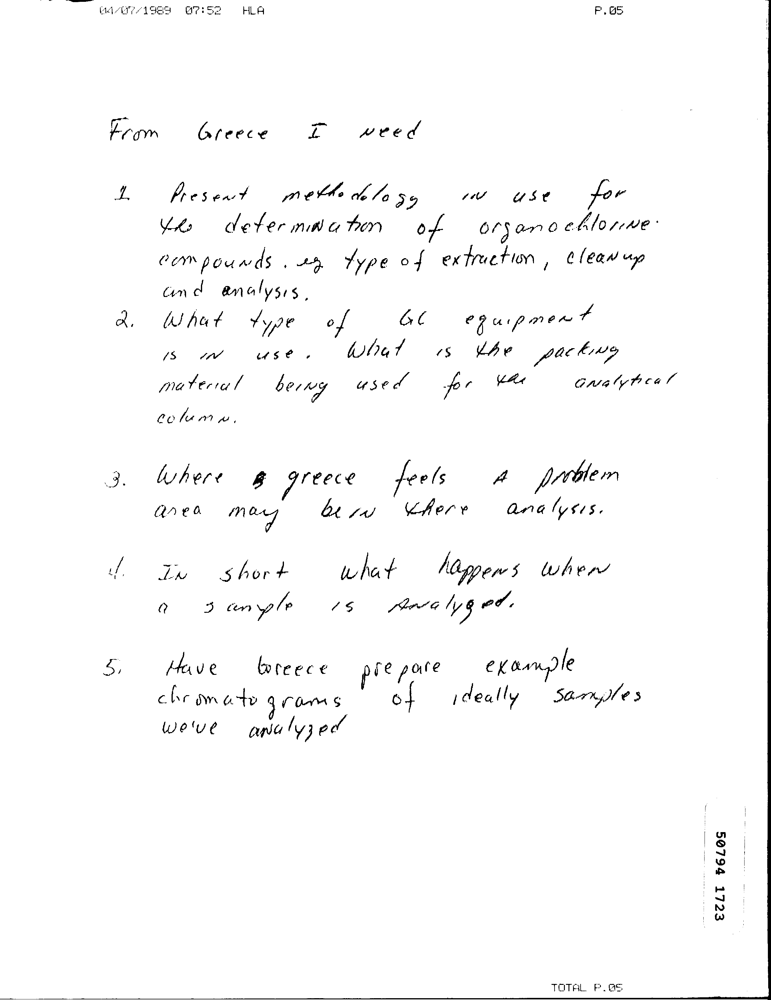 04/07/1989 07:52 HLA P.05
From Greece I Need
1 Present methodology in use for
the determination of organochlorine
compounds. eg type of extraction, cleanup
and analysis.
2. What type of GC equipment
is in use. What is the packing
material being used for the analytical
column.
3. Where greece feels a problem
area may be in there analysis.
4. In short what happens when
a sample is analyzed.
5. Have Greece prepare example
chromatograms of ideally samples
we've analyzed
50794 1723
TOTAL P.05